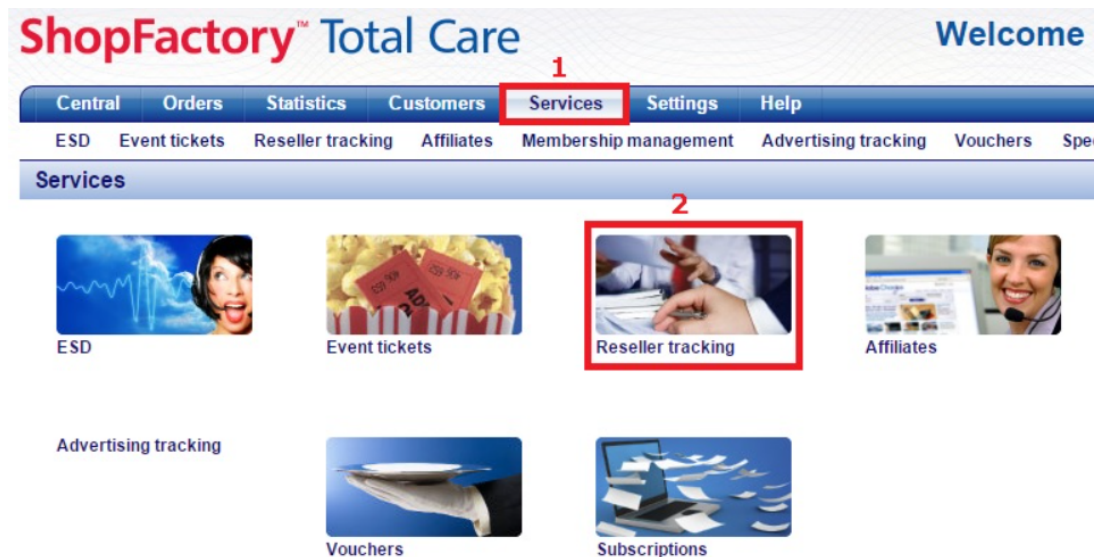 ShopFactory™ Total Care
Welcome
1
Central Orders Statistics Customers Services Settings Help
ESD Event tickets Reseller tracking Affiliates Membership management Advertising tracking Vouchers Spec
Services
2
ESD Event tickets Reseller tracking Affiliates
Advertising tracking
Vouchers Subscriptions